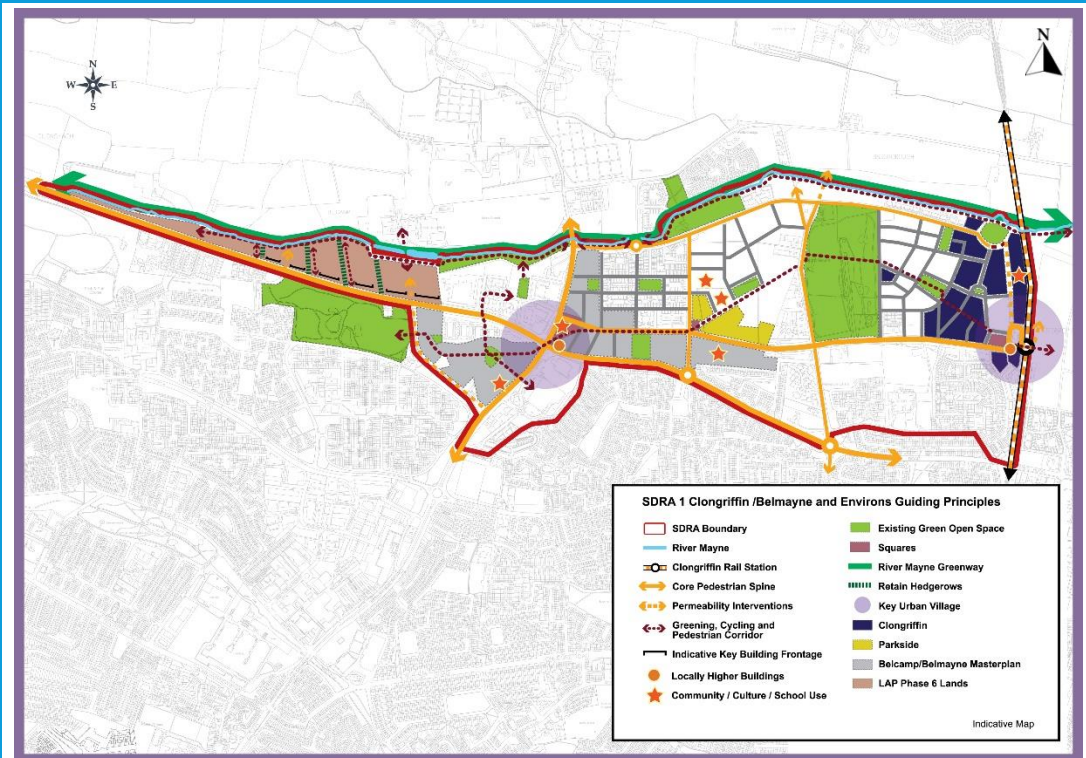 N
N
W
E
S
SDRA 1 Clongriffin /Belmayne and Environs Guiding Principles
SDRA Boundary
River Mayne
Clongriffin Rail Station
Core Pedestrian Spine
Permeability Interventions
Greening, Cycling and
Pedestrian Corridor
Indicative Key Building Frontage
Locally Higher Buildings
Community / Culture / School Use
Existing Green Open Space
Squares
River Mayne Greenway
Retain Hedgerows
Key Urban Village
Clongriffin
Parkside
Belcamp/Belmayne Masterplan
LAP Phase 6 Lands
Indicative Map